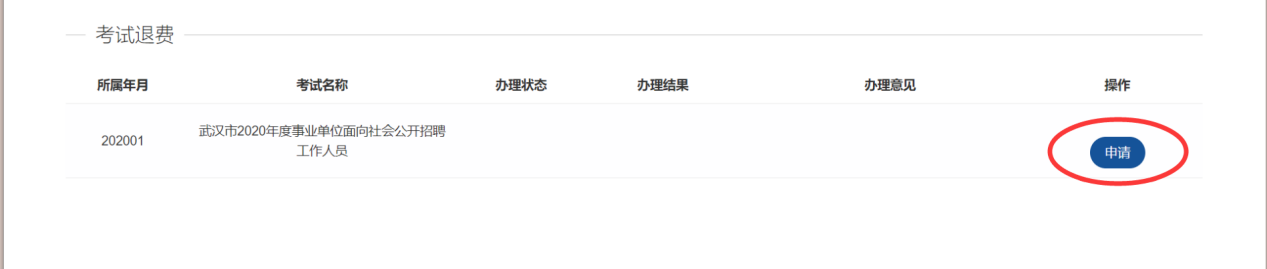 考试退费
所属年月 考试名称 办理状态 办理结果 办理意见 操作
202001 武汉市2020年度事业单位面向社会公开招聘
工作人员 申请